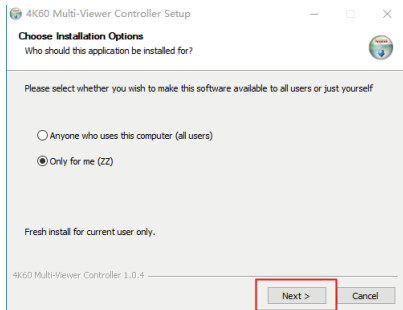 4K60 Multi-Viewer Controller Setup
Choose Installation Options
Who should this application be installed for?
Please select whether you wish to make this software available to all users or just yourself
Anyone who uses this computer (all users)
Only for me (ZZ)
Fresh install for current user only.
4K60 Multi-Viewer Controller 1.0.4
Next >
Cancel